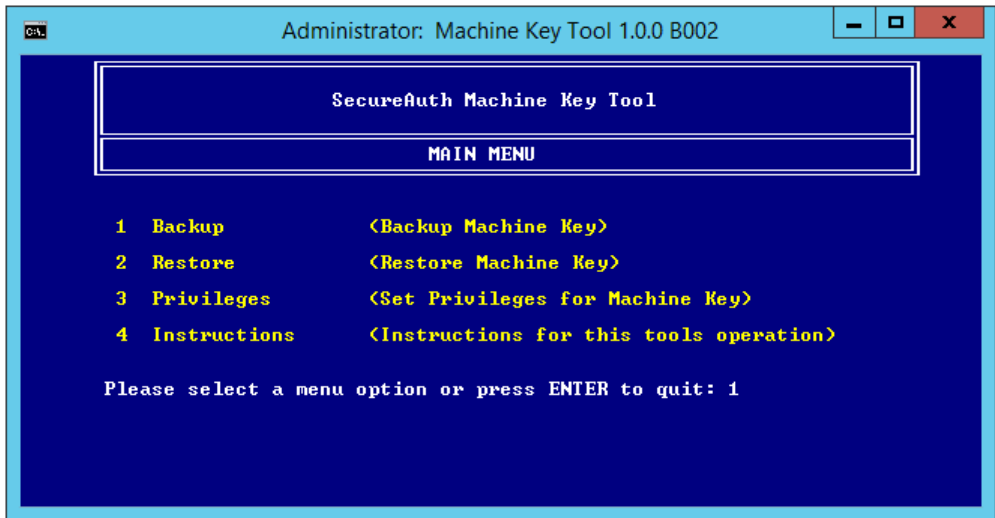 Administrator: Machine Key Tool 1.0.0 B002
SecureAuth Machine Key Tool
MAIN MENU
1 Backup (Backup Machine Key)
2 Restore (Restore Machine Key)
3 Privileges (Set Privileges for Machine Key)
4 Instructions (Instructions for this tools operation)
Please select a menu option or press ENTER to quit: 1